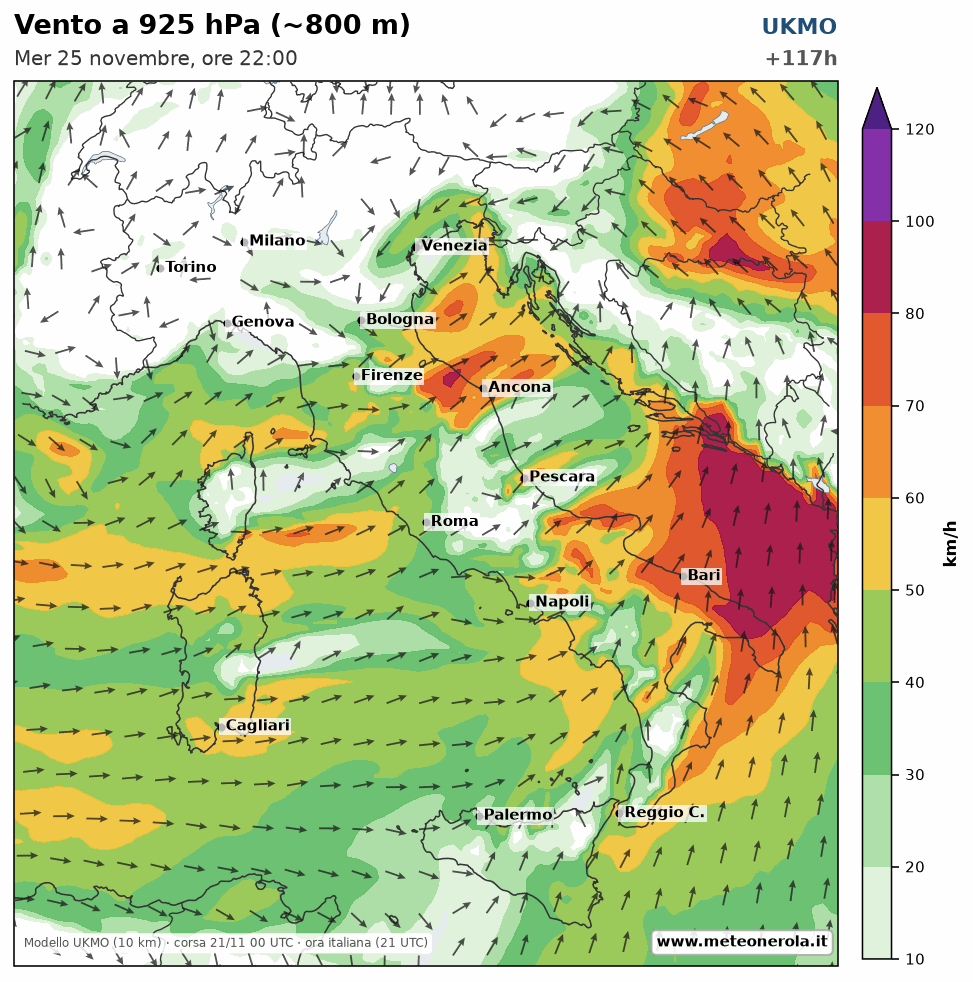 Vento a 925 hPa (~800 m)
UKMO
Mer 25 novembre, ore 22:00
+117h
Milano
Venezia
Torino
Genova
Bologna
Firenze
Ancona
Pescara
Roma
Bari
Napoli
Cagliari
Palermo
Reggio C.
120
100
80
70
60
50
40
30
20
10
km/h
Modello UKMO (10 km) · corsa 21/11 00 UTC · ora italiana (21 UTC)
www.meteonerola.it